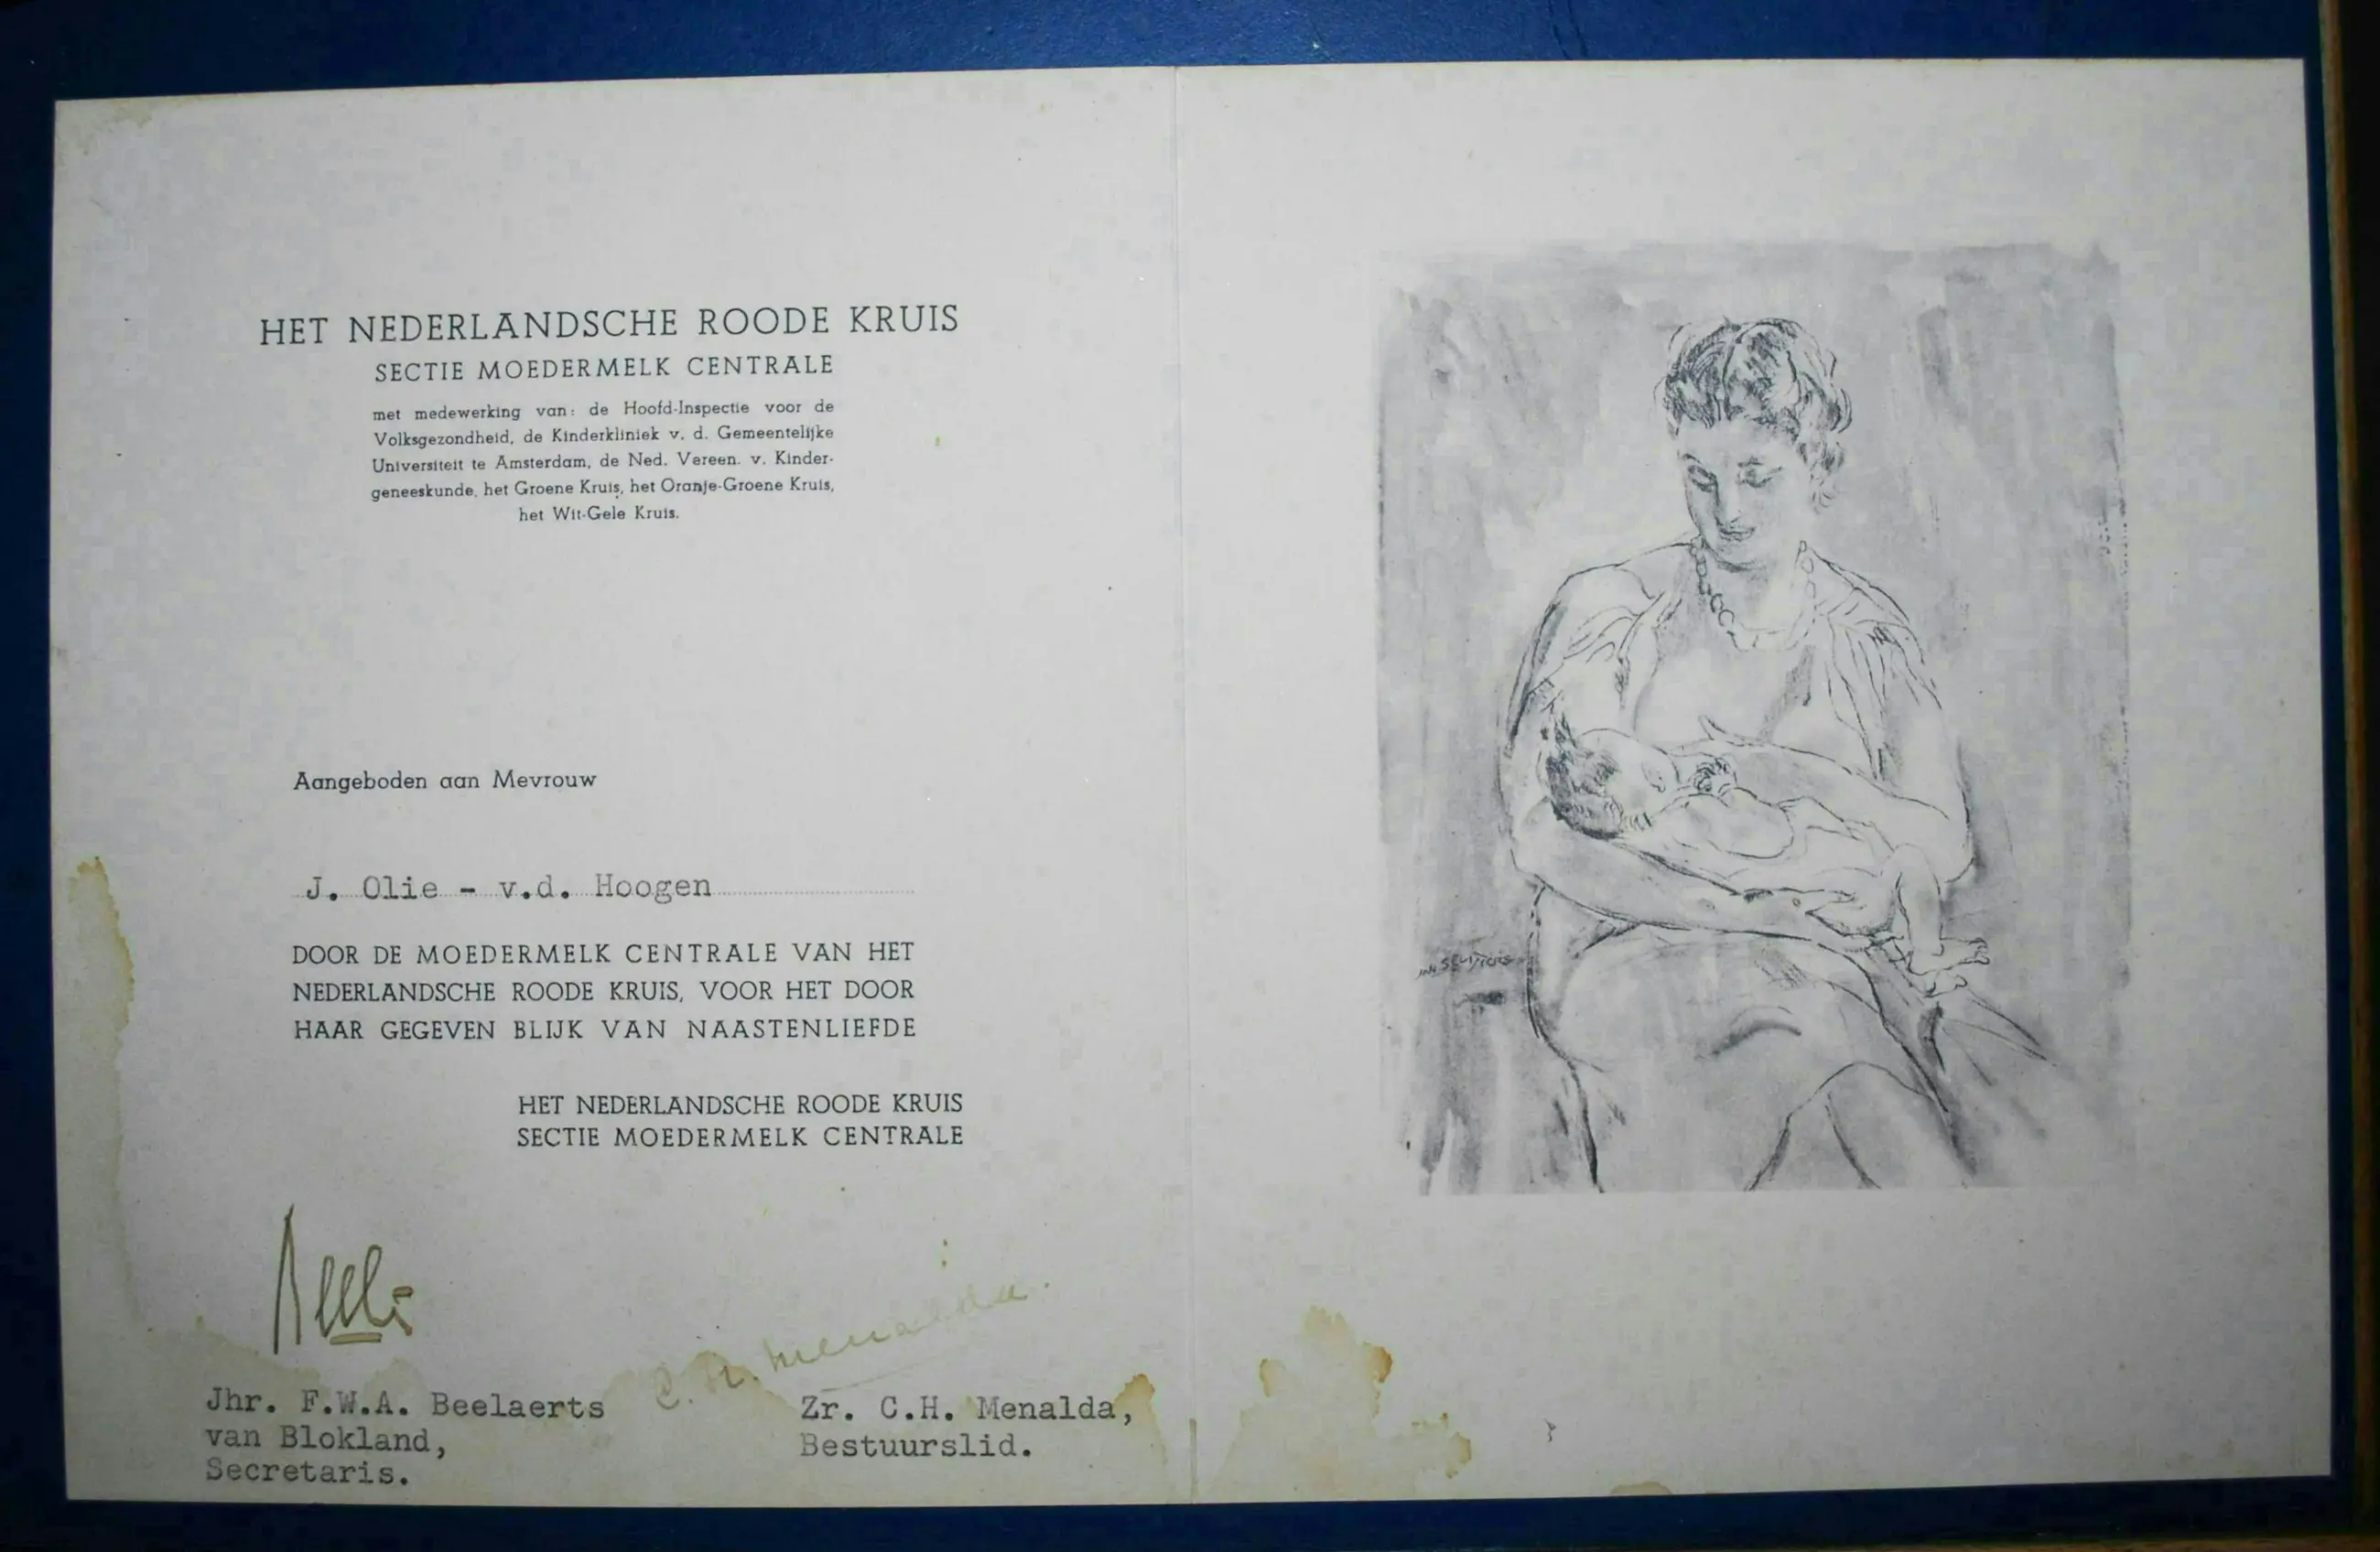 HET NEDERLANDSCHE ROODE KRUIS
SECTIE MOEDERMELK CENTRALE
met medewerking van: de Hoofd-Inspectie voor de
Volksgezondheid, de Kinderkliniek v. d. Gemeentelijke
Universiteit te Amsterdam, de Ned. Vereen. v. Kinder-
geneeskunde, het Groene Kruis, het Oranje-Groene Kruis,
het Wit-Gele Kruis.
Aangeboden aan Mevrouw
J. Olie - v.d. Hoogen
DOOR DE MOEDERMELK CENTRALE VAN HET
NEDERLANDSCHE ROODE KRUIS, VOOR HET DOOR
HAAR GEGEVEN BLIJK VAN NAASTENLIEFDE
HET NEDERLANDSCHE ROODE KRUIS
SECTIE MOEDERMELK CENTRALE
C. H. Menalda.
Jhr. F.W.A. Beelaerts
van Blokland,
Secretaris.
Zr. C.H. Menalda,
Bestuurslid.